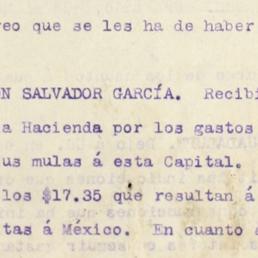 reo que se les ha de haber
ON SALVADOR GARCÍA. Recibi
a Hacienda por los gastos
us mulas á esta Capital.
los $17.35 que resultan á
tas á México. En cuanto á